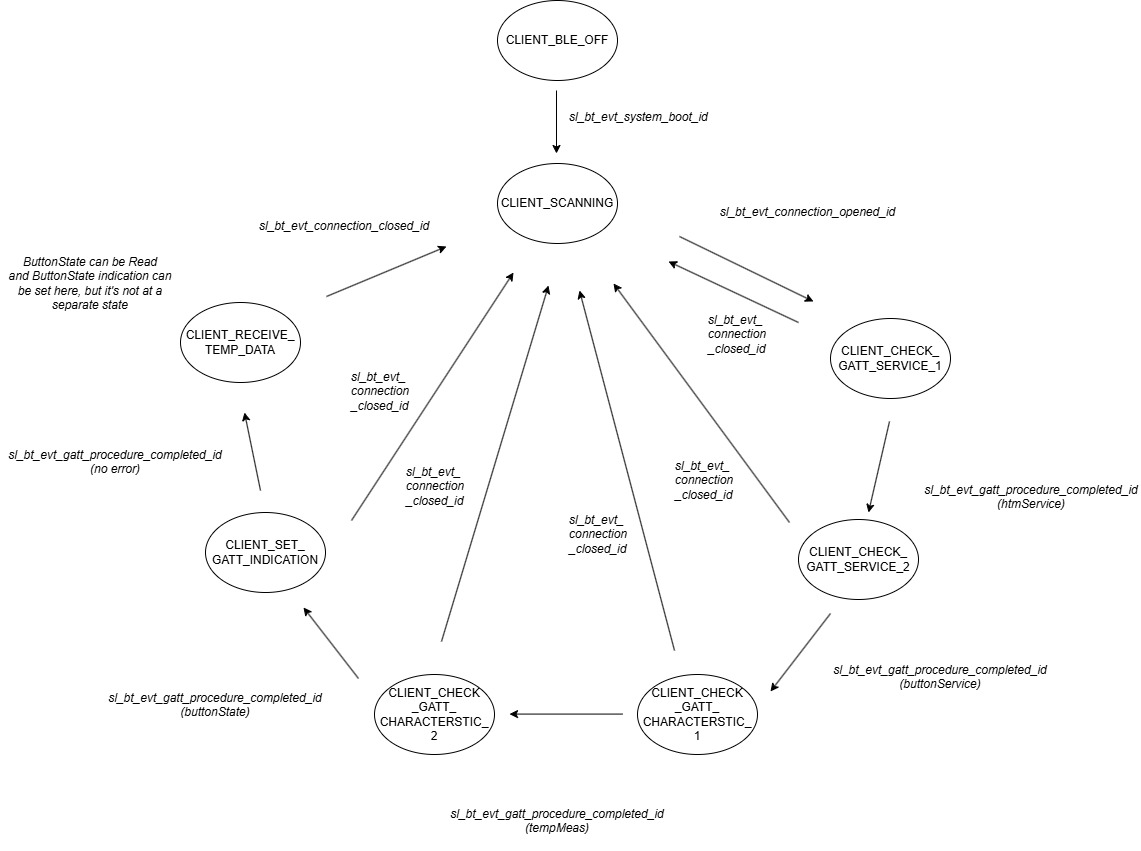 CLIENT_BLE_OFF
sl_bt_evt_system_boot_id
CLIENT_SCANNING
sl_bt_evt_connection_opened_id
sl_bt_evt_connection_closed_id
ButtonState can be Read
and ButtonState indication can
be set here, but it's not at a
separate state
CLIENT_RECEIVE_
TEMP_DATA
sl_bt_evt_
connection
_closed_id
CLIENT_CHECK_
GATT_SERVICE_1
sl_bt_evt_
connection
_closed_id
sl_bt_evt_gatt_procedure_completed_id
(no error)
sl_bt_evt_
connection
_closed_id
sl_bt_evt_
connection
_closed_id
sl_bt_evt_gatt_procedure_completed_id
(htmService)
sl_bt_evt_
connection
_closed_id
CLIENT_SET_
GATT_INDICATION
CLIENT_CHECK_
GATT_SERVICE_2
sl_bt_evt_gatt_procedure_completed_id
(buttonService)
sl_bt_evt_gatt_procedure_completed_id
(buttonState)
CLIENT_CHECK
_GATT_
CHARACTERSTIC_
2
CLIENT_CHECK
_GATT_
CHARACTERSTIC_
1
sl_bt_evt_gatt_procedure_completed_id
(tempMeas)